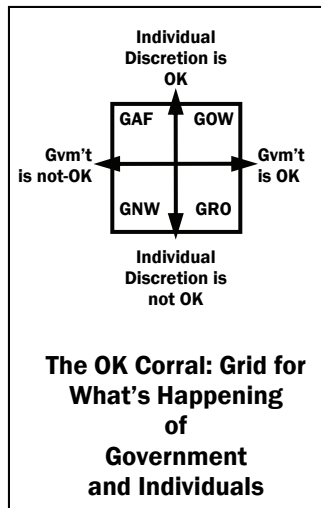 Individual
Discretion is
OK
GAF GOW
Gvm't
is not-OK
Gvm't
is OK
GNW GRO
Individual
Discretion is
not OK
The OK Corral: Grid for
What's Happening
of
Government
and Individuals